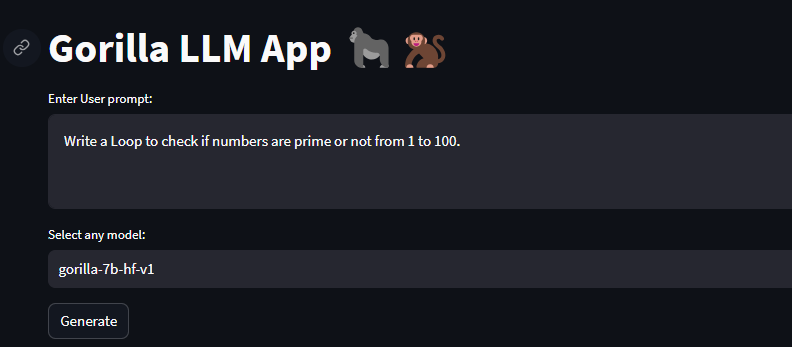 Gorilla LLM App 🦍 🐒
Enter User prompt:
Write a Loop to check if numbers are prime or not from 1 to 100.
Select any model:
gorilla-7b-hf-v1
Generate